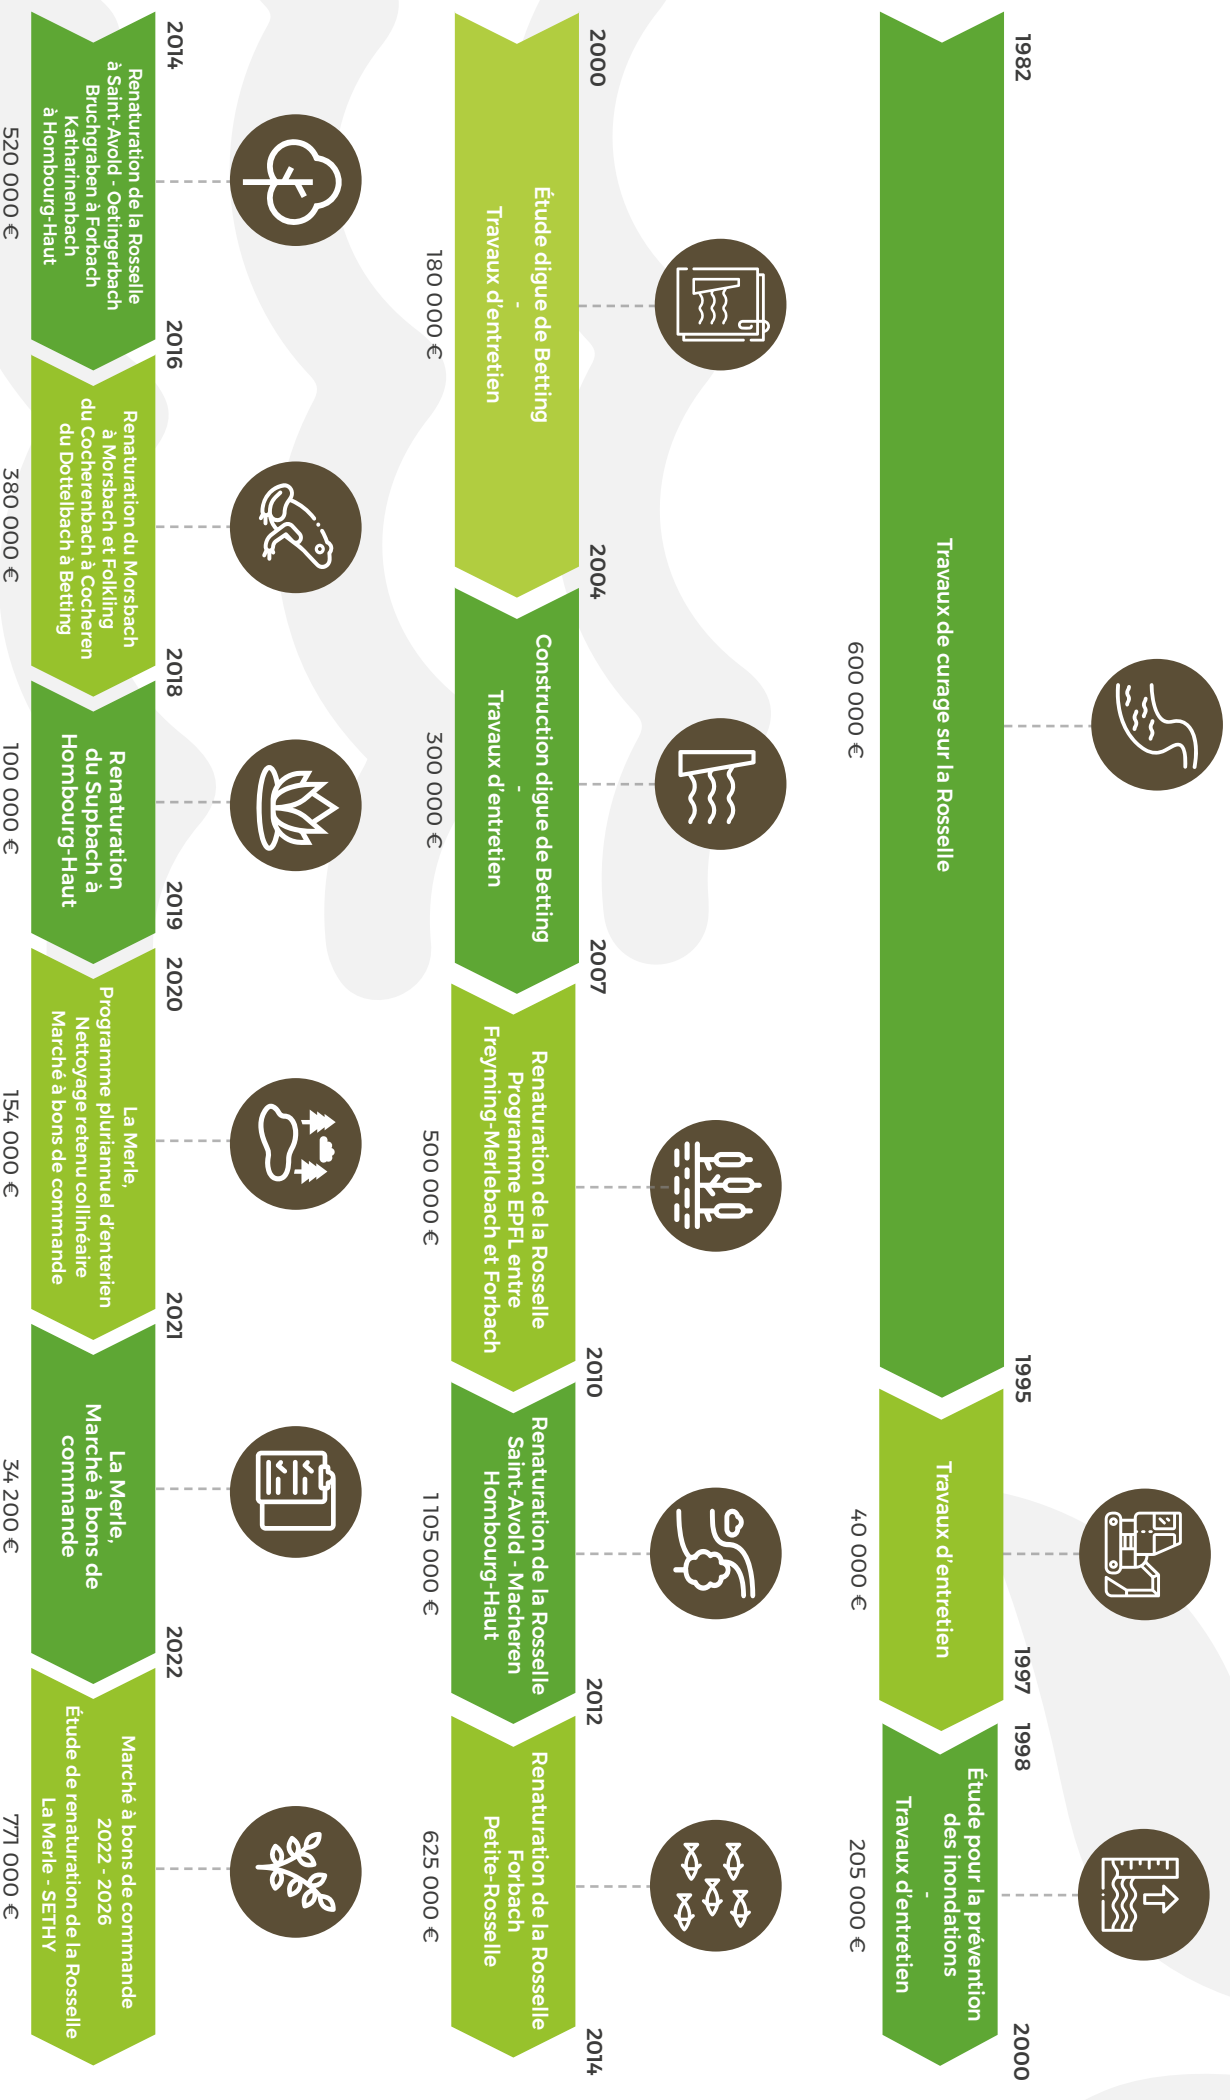 1982
1995
1997
1998
2000
Travaux de curage sur la Rosselle
600 000 €
Travaux d'entretien
40 000 €
Étude pour la prévention
des inondations
-
Travaux d'entretien
205 000 €
2000
2004
2007
2010
2012
2014
Étude digue de Betting
-
Travaux d'entretien
180 000 €
Construction digue de Betting
-
Travaux d'entretien
300 000 €
Renaturation de la Rosselle
Programme EPFL entre
Freyming-Merlebach et Forbach
500 000 €
Renaturation de la Rosselle
Saint-Avold - Macheren
Hombourg-Haut
1 105 000 €
Renaturation de la Rosselle
Forbach
Petite-Rosselle
625 000 €
2014
2016
2018
2019
2020
2021
2022
Renaturation de la Rosselle
à Saint-Avold - Oetingerbach
Bruchgraben à Forbach
Katharinenbach
à Hombourg-Haut
520 000 €
Renaturation du Morsbach
à Morsbach et Folkling
du Cocherenbach à Cocheren
du Dottelbach à Betting
380 000 €
Renaturation
du Supbach à
Hombourg-Haut
100 000 €
La Merle,
Programme pluriannuel d'enterien
Nettoyage retenu collinéaire
Marché à bons de commande
154 000 €
La Merle,
Marché à bons de
commande
34 200 €
Marché à bons de commande
2022 - 2026
Étude de renaturation de la Rosselle
La Merle - SETHY
771 000 €